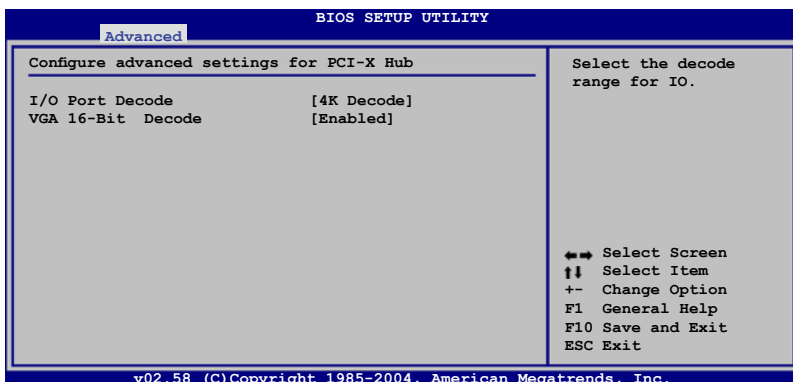 BIOS SETUP UTILITY
Advanced
Configure advanced settings for PCI-X Hub
I/O Port Decode [4K Decode]
VGA 16-Bit Decode [Enabled]
Select the decode
range for IO.
Select Screen
Select Item
+- Change Option
F1 General Help
F10 Save and Exit
ESC Exit
v02.58 (C)Copyright 1985-2004, American Megatrends, Inc.